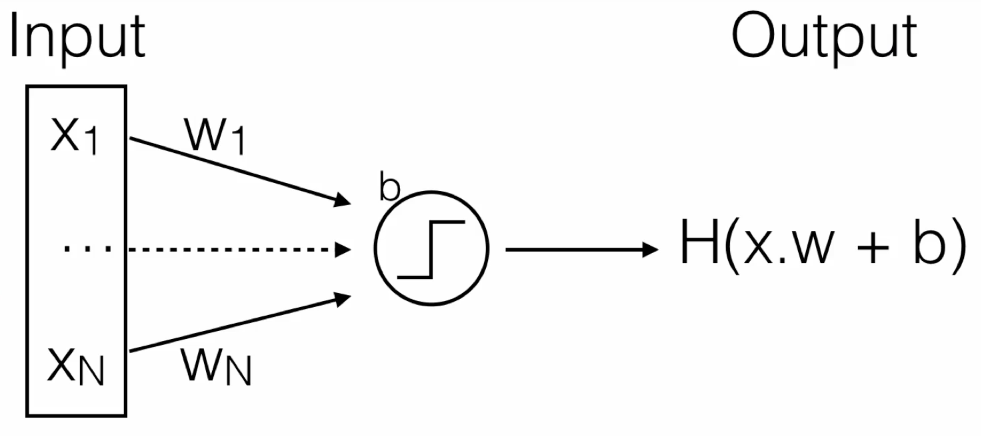 Input
Output
x1
w1
b
...
H(x.w + b)
xN
wN